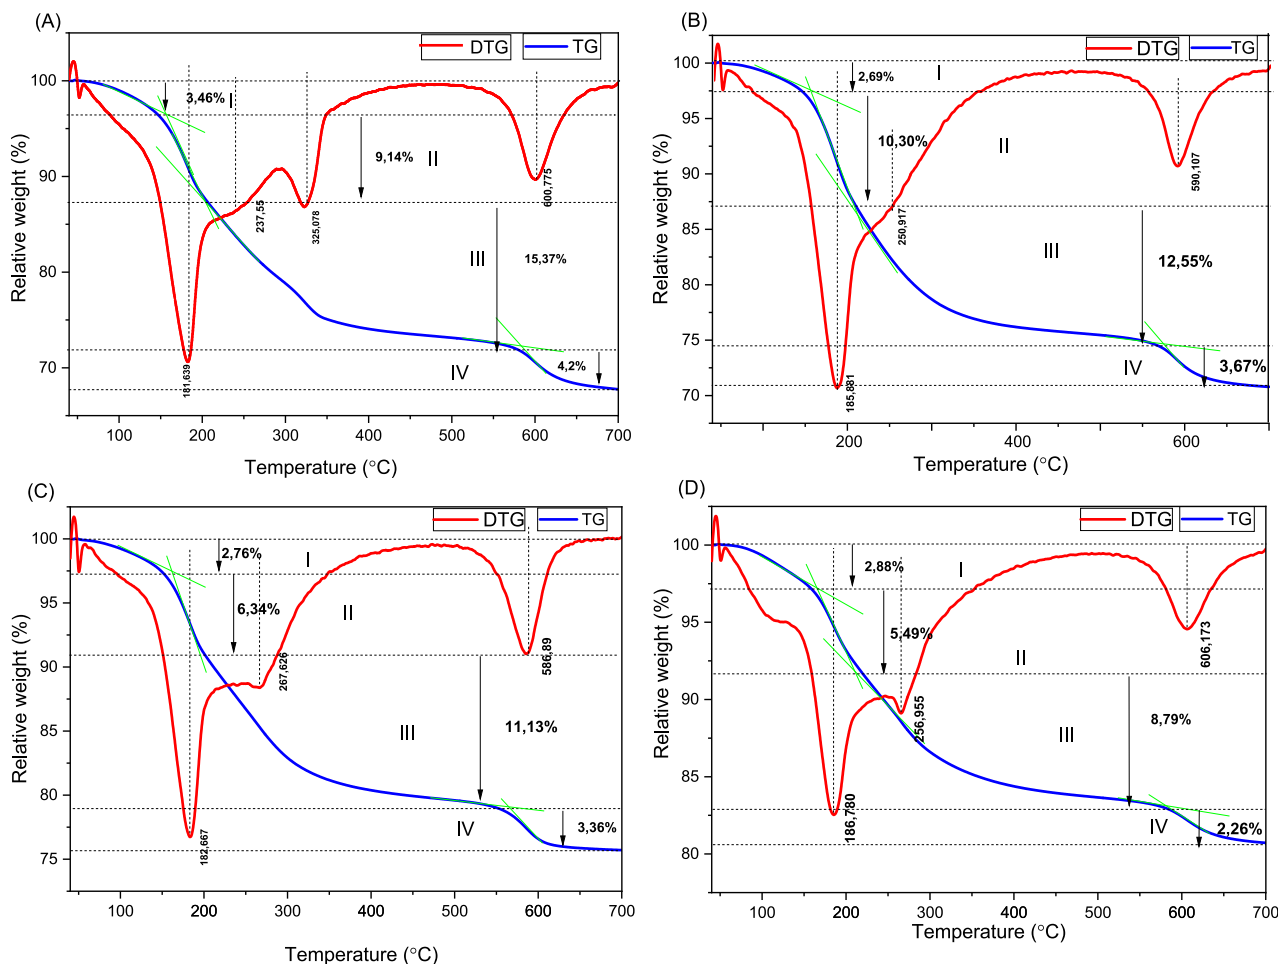 (A)
DTG
TG
100
90
80
70
Relative weight (%)
3,46%
I
9,14%
II
III
15,37%
IV
4,2%
181,639
237,55
325,078
600,775
100
200
300
400
500
600
700
Temperature (°C)
(B)
DTG
TG
100
95
90
85
80
75
70
Relative weight (%)
2,69%
I
10,30%
II
III
12,55%
IV
3,67%
185,881
250,917
590,107
200
400
600
Temperature (°C)
(C)
DTG
TG
100
95
90
85
80
75
Relative weight (%)
2,76%
I
6,34%
II
III
11,13%
IV
3,36%
182,667
267,626
586,89
100
200
300
400
500
600
700
Temperature (°C)
(D)
DTG
TG
100
95
90
85
80
Relative weight (%)
2,88%
I
5,49%
II
III
8,79%
IV
2,26%
186,780
256,955
606,173
100
200
300
400
500
600
700
Temperature (°C)